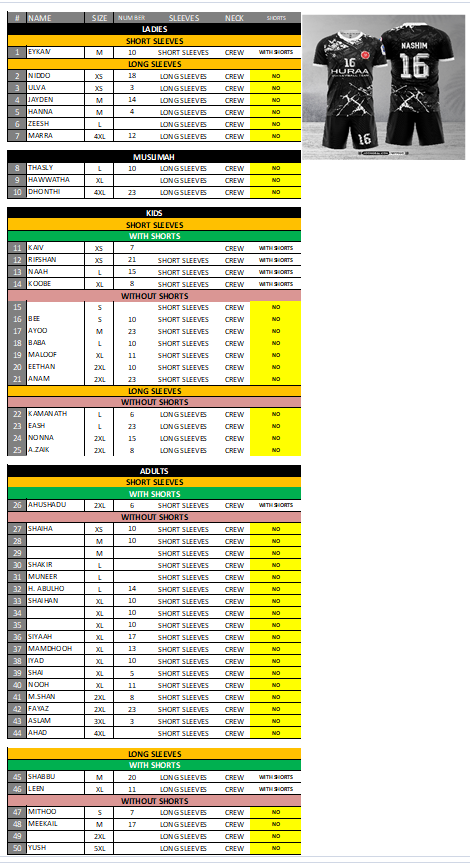 # NAME SIZE NUMBER SLEEVES NECK SHORTS
LADIES
SHORT SLEEVES
1 EYKAN M 10 SHORT SLEEVES CREW WITH SHORTS
LONG SLEEVES
2 NIDDO XS 18 LONG SLEEVES CREW NO
3 ULVA XS 3 LONG SLEEVES CREW NO
4 JAYDEN M 14 LONG SLEEVES CREW NO
5 HANNA M 4 LONG SLEEVES CREW NO
6 ZEESH L LONG SLEEVES CREW NO
7 MARRA 4XL 12 LONG SLEEVES CREW NO
MUSLIMAH
8 THASLY L 10 LONG SLEEVES CREW NO
9 HAWWATHA XL LONG SLEEVES CREW NO
10 DHONTHI 4XL 23 LONG SLEEVES CREW NO
KIDS
SHORT SLEEVES
WITH SHORTS
11 KAIV XS 7 CREW WITH SHORTS
12 RIFSHAN XS 21 SHORT SLEEVES CREW WITH SHORTS
13 NAAH L 15 SHORT SLEEVES CREW WITH SHORTS
14 KOOBE XL 8 SHORT SLEEVES CREW WITH SHORTS
WITHOUT SHORTS
15 S SHORT SLEEVES CREW NO
16 BEE S 10 SHORT SLEEVES CREW NO
17 AYOO M 23 SHORT SLEEVES CREW NO
18 BABA L 10 SHORT SLEEVES CREW NO
19 MALOOF XL 11 SHORT SLEEVES CREW NO
20 EETHAN 2XL 10 SHORT SLEEVES CREW NO
21 ANAM 2XL 23 SHORT SLEEVES CREW NO
LONG SLEEVES
WITHOUT SHORTS
22 KAMANATH L 6 LONG SLEEVES CREW NO
23 EASH L 23 LONG SLEEVES CREW NO
24 NONNA 2XL 15 LONG SLEEVES CREW NO
25 A.ZAIK 2XL 8 LONG SLEEVES CREW NO
ADULTS
SHORT SLEEVES
WITH SHORTS
26 AHUSHADU 2XL 6 SHORT SLEEVES CREW WITH SHORTS
WITHOUT SHORTS
27 SHAIHA XS 10 SHORT SLEEVES CREW NO
28 M 10 SHORT SLEEVES CREW NO
29 M SHORT SLEEVES CREW NO
30 SHAKIR L SHORT SLEEVES CREW NO
31 MUNEER L SHORT SLEEVES CREW NO
32 H. ABULHO L 14 SHORT SLEEVES CREW NO
33 SHAIHAN XL 10 SHORT SLEEVES CREW NO
34 XL 10 SHORT SLEEVES CREW NO
35 XL 10 SHORT SLEEVES CREW NO
36 SIYAAH XL 17 SHORT SLEEVES CREW NO
37 MAMDHOOH XL 13 SHORT SLEEVES CREW NO
38 IYAD XL 10 SHORT SLEEVES CREW NO
39 SHAI XL 5 SHORT SLEEVES CREW NO
40 NOOH XL 11 SHORT SLEEVES CREW NO
41 M.SHAN 2XL 8 SHORT SLEEVES CREW NO
42 FAYAZ 2XL 23 SHORT SLEEVES CREW NO
43 ASLAM 3XL 3 SHORT SLEEVES CREW NO
44 AHAD 4XL SHORT SLEEVES CREW NO
LONG SLEEVES
WITH SHORTS
45 SHABBU M 20 LONG SLEEVES CREW WITH SHORTS
46 LEEN XL 11 LONG SLEEVES CREW WITH SHORTS
WITHOUT SHORTS
47 MITHOO S 7 LONG SLEEVES CREW NO
48 MEEKAIL M 17 LONG SLEEVES CREW NO
49 2XL LONG SLEEVES CREW NO
50 YUSH 5XL LONG SLEEVES CREW NO
16
HURAA
16
NASHIM
16